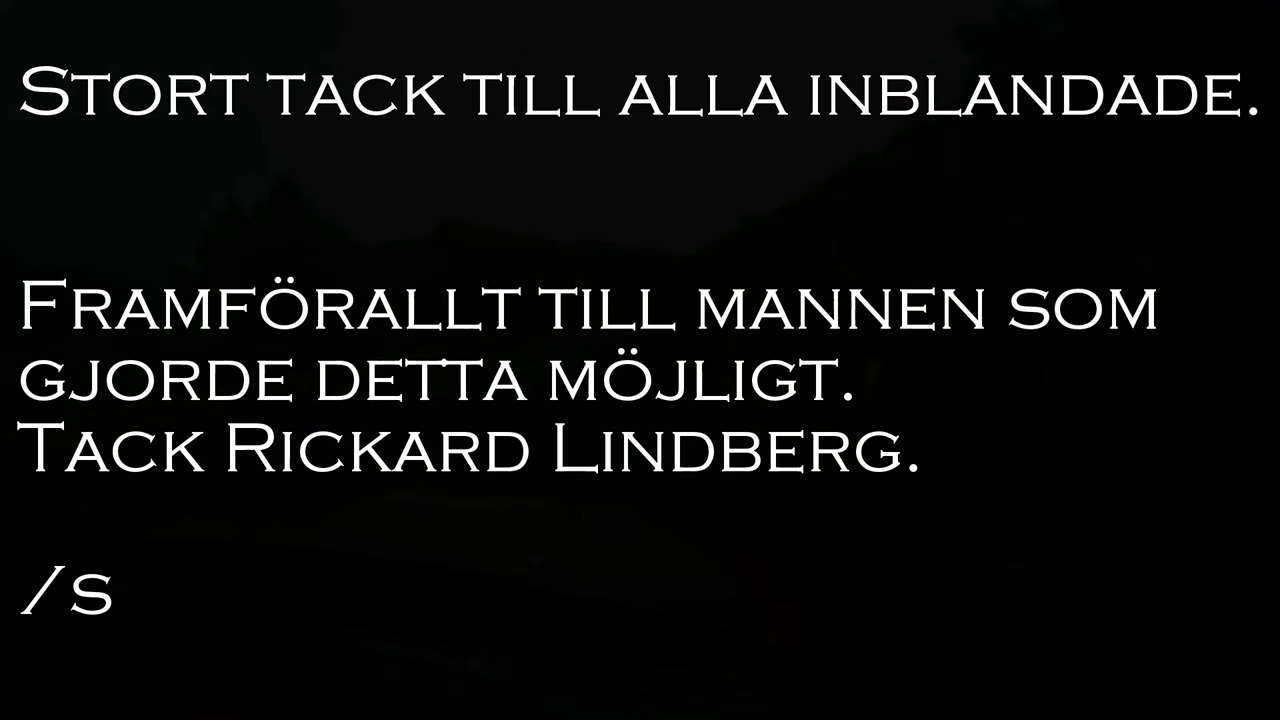 Stort tack till alla inblandade.
Framförallt till mannen som
gjorde detta möjligt.
Tack Rickard Lindberg.
/s